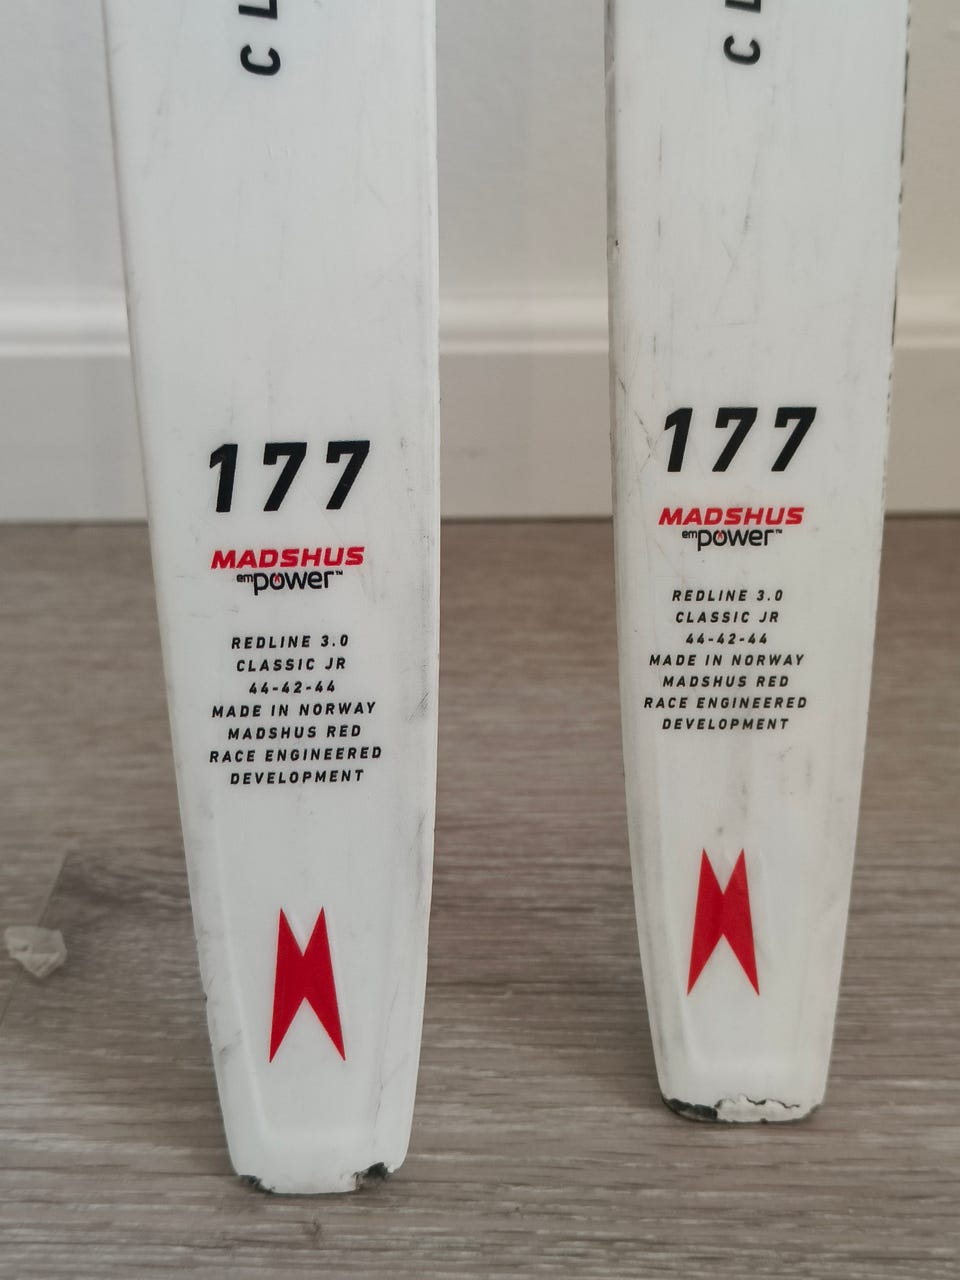 C L
177
MADSHUS
empower™
REDLINE 3.0
CLASSIC JR
44-42-44
MADE IN NORWAY
MADSHUS RED
RACE ENGINEERED
DEVELOPMENT
C L
177
MADSHUS
empower™
REDLINE 3.0
CLASSIC JR
44-42-44
MADE IN NORWAY
MADSHUS RED
RACE ENGINEERED
DEVELOPMENT